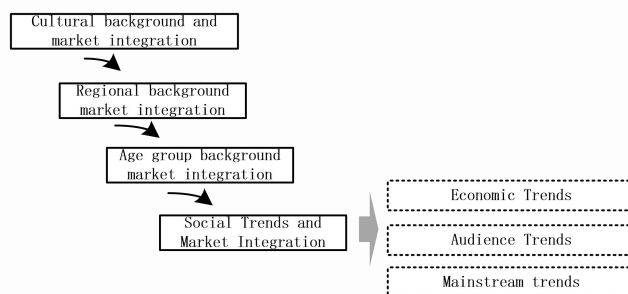 Cultural background and
market integration
Regional background
market integration
Age group background
market integration
Social Trends and
Market Integration
Economic Trends
Audience Trends
Mainstream trends